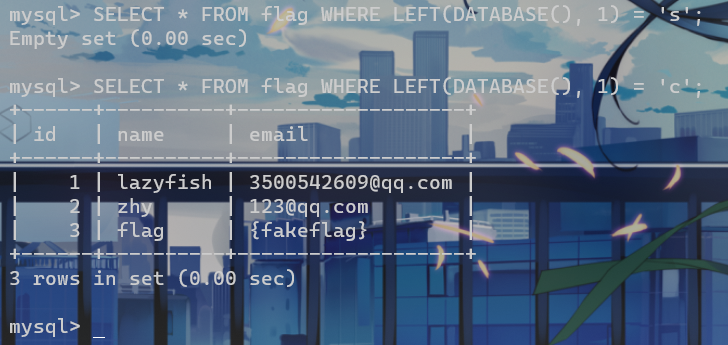 mysql> SELECT * FROM flag WHERE LEFT(DATABASE(), 1) = 's';
Empty set (0.00 sec)
mysql> SELECT * FROM flag WHERE LEFT(DATABASE(), 1) = 'c';
+----+----------+-------------------+
| id | name     | email             |
+----+----------+-------------------+
|  1 | lazyfish | 3500542609@qq.com |
|  2 | zhy      | 123@qq.com        |
|  3 | flag     | {fakeflag}        |
+----+----------+-------------------+
3 rows in set (0.00 sec)
mysql> _